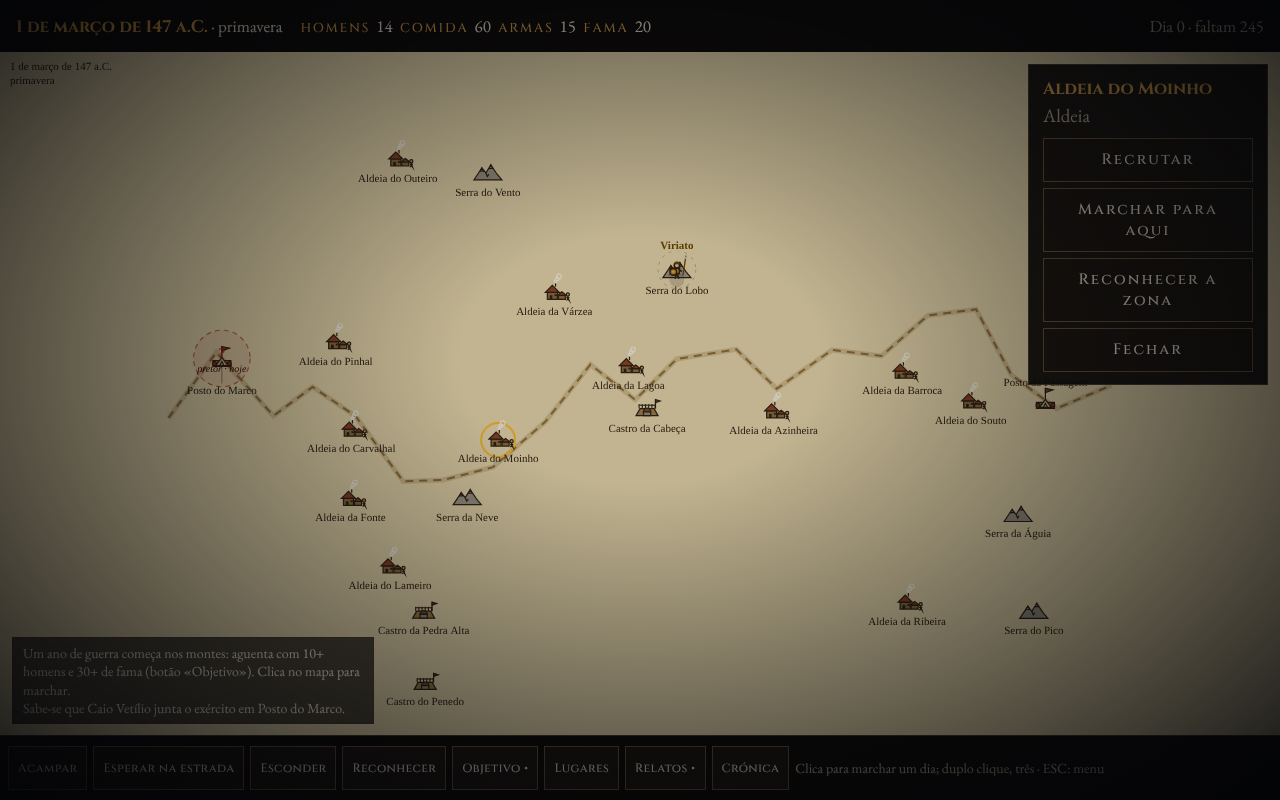 1 DE MARÇO DE 147 A.C. · primavera HOMENS 14 COMIDA 60 ARMAS 15 FAMA 20
Dia 0 · faltam 245
1 de março de 147 a.C.
primavera
ALDEIA DO MOINHO
Aldeia
RECRUTAR
MARCHAR PARA
AQUI
RECONHECER A
ZONA
FECHAR
Aldeia do Outeiro
Serra do Vento
Viriato
Serra do Lobo
Aldeia da Várzea
Aldeia do Pinhal
pretor · hoje
Posto do Marco
Aldeia da Lagoa
Castro da Cabeça
Aldeia da Azinheira
Aldeia da Barroca
Aldeia do Souto
Aldeia do Carvalhal
Aldeia do Moinho
Aldeia da Fonte
Serra da Neve
Serra da Águia
Aldeia do Lameiro
Castro da Pedra Alta
Aldeia da Ribeira
Serra do Pico
Castro do Penedo
Um ano de guerra começa nos montes: aguenta com 10+
homens e 30+ de fama (botão «Objetivo»). Clica no mapa para
marchar.
Sabe-se que Caio Vetílio junta o exército em Posto do Marco.
ACAMPAR
ESPERAR NA ESTRADA
ESCONDER
RECONHECER
OBJETIVO •
LUGARES
RELATOS •
CRÓNICA
Clica para marchar um dia; duplo clique, três · ESC: menu